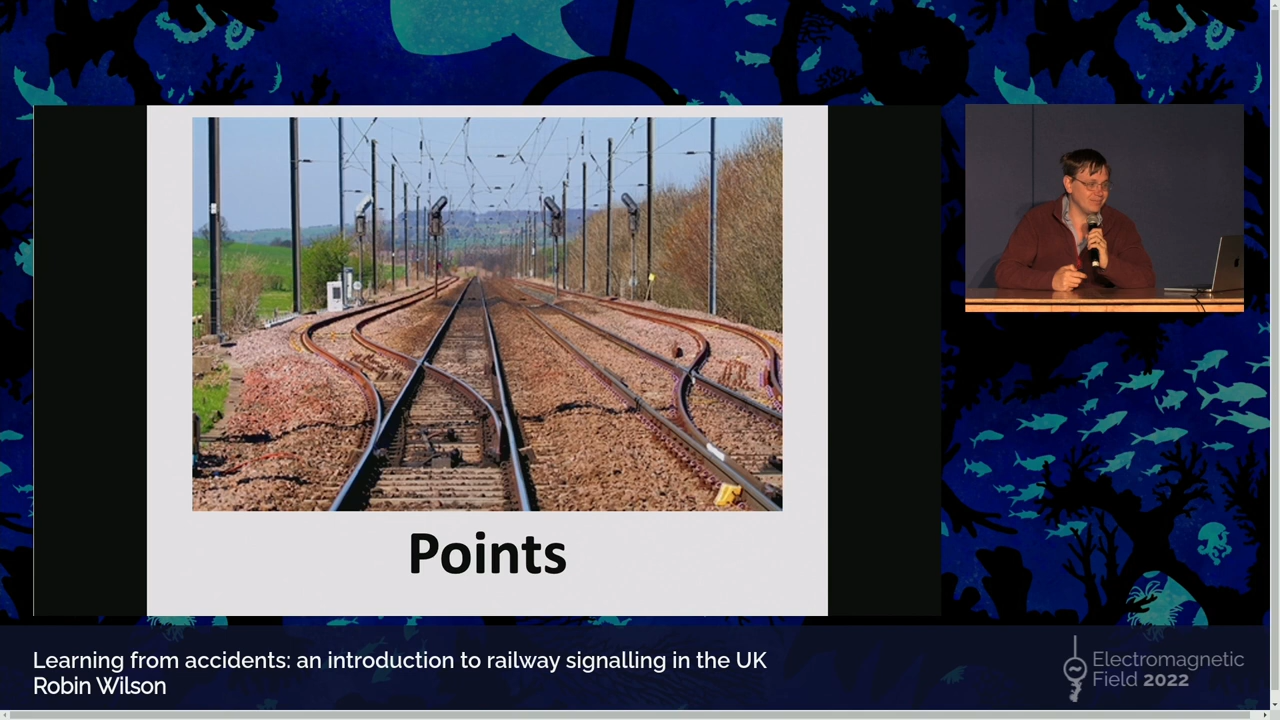 Points
Learning from accidents: an introduction to railway signalling in the UK
Robin Wilson
Electromagnetic
Field 2022